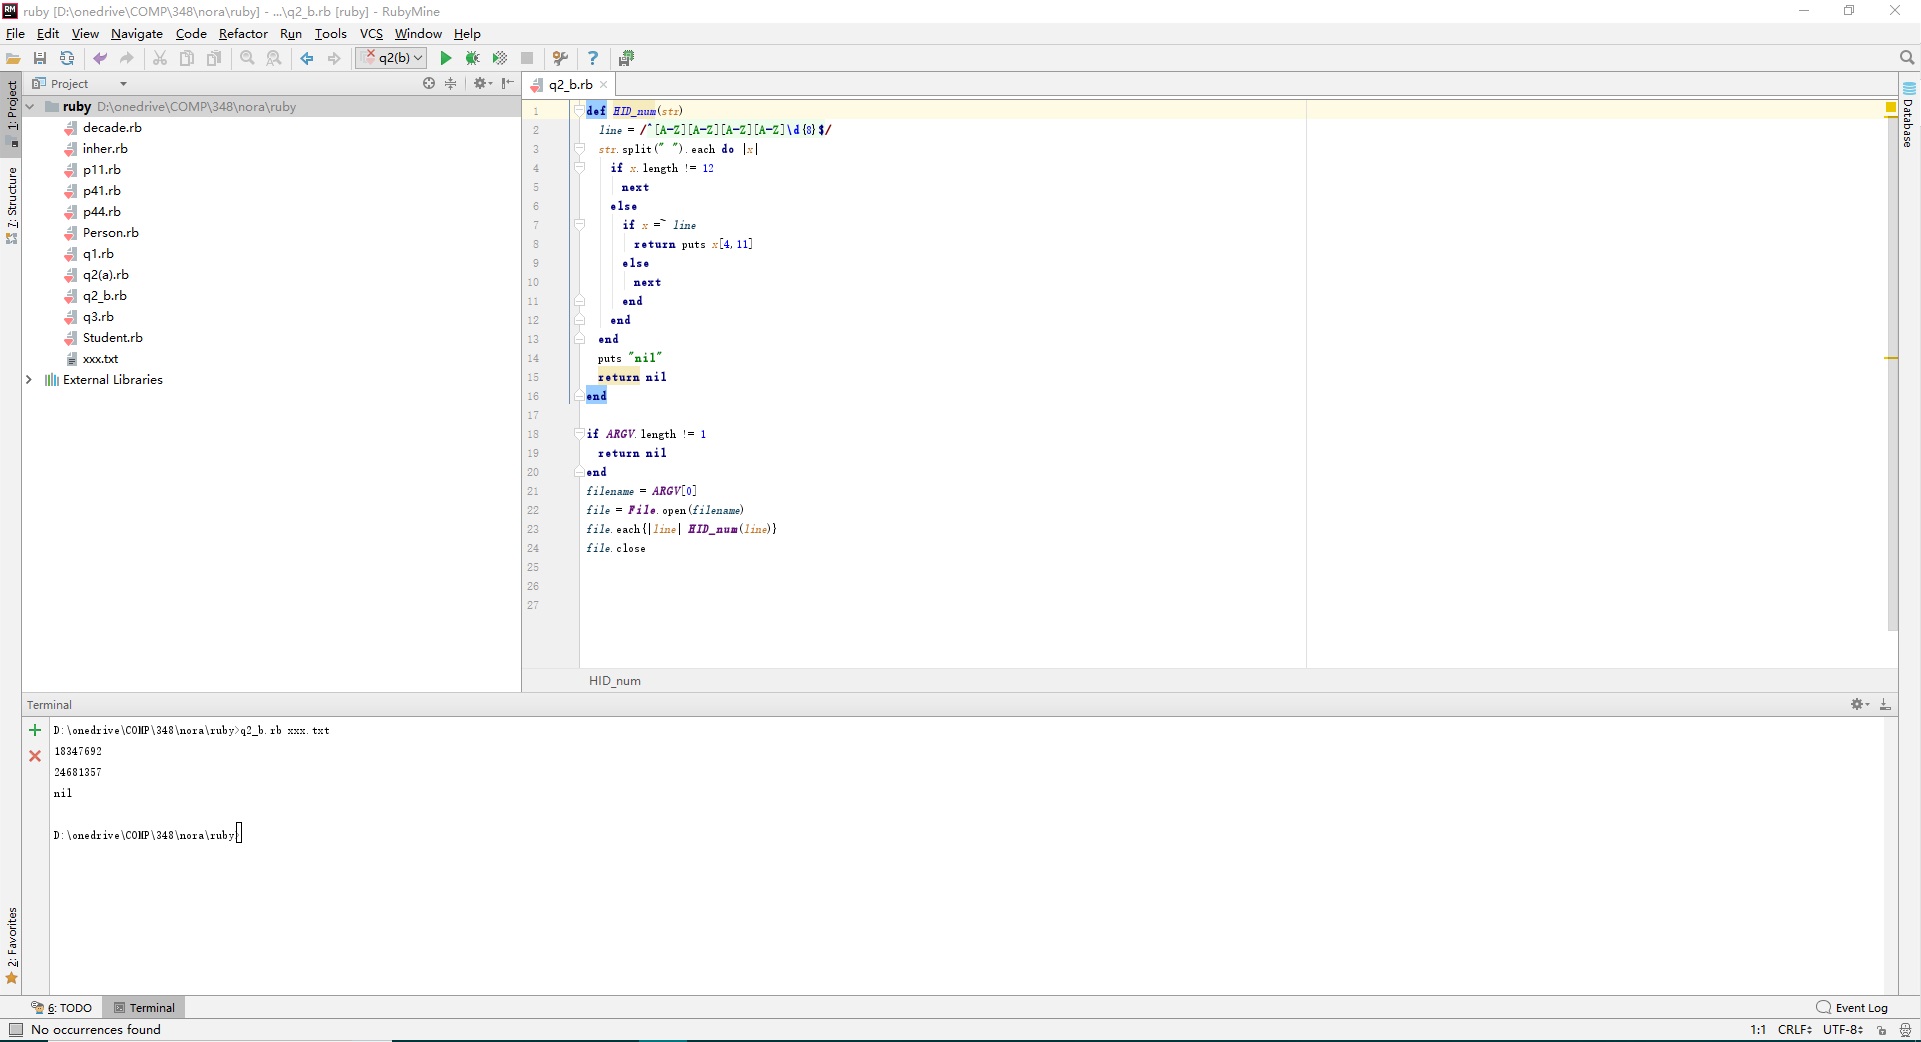 ruby [D:\onedrive\COMP\348\nora\ruby] - ...\q2_b.rb [ruby] - RubyMine
File Edit View Navigate Code Refactor Run Tools VCS Window Help
q2(b)
1: Project
7: Structure
2: Favorites
Project
ruby D:\onedrive\COMP\348\nora\ruby
decade.rb
inher.rb
p11.rb
p41.rb
p44.rb
Person.rb
q1.rb
q2(a).rb
q2_b.rb
q3.rb
Student.rb
xxx.txt
External Libraries
q2_b.rb
1 def HID_num(str)
2 line = /^[A-Z][A-Z][A-Z][A-Z]\d{8}$/
3 str.split(" ").each do |x|
4 if x.length != 12
5 next
6 else
7 if x =~ line
8 return puts x[4,11]
9 else
10 next
11 end
12 end
13 end
14 puts "nil"
15 return nil
16 end
17
18 if ARGV.length != 1
19 return nil
20 end
21 filename = ARGV[0]
22 file = File.open(filename)
23 file.each{|line| HID_num(line)}
24 file.close
25
26
27
HID_num
Database
Terminal
D:\onedrive\COMP\348\nora\ruby>q2_b.rb xxx.txt
18347692
24681357
nil
D:\onedrive\COMP\348\nora\ruby>
6: TODO Terminal Event Log
No occurrences found 1:1 CRLF UTF-8